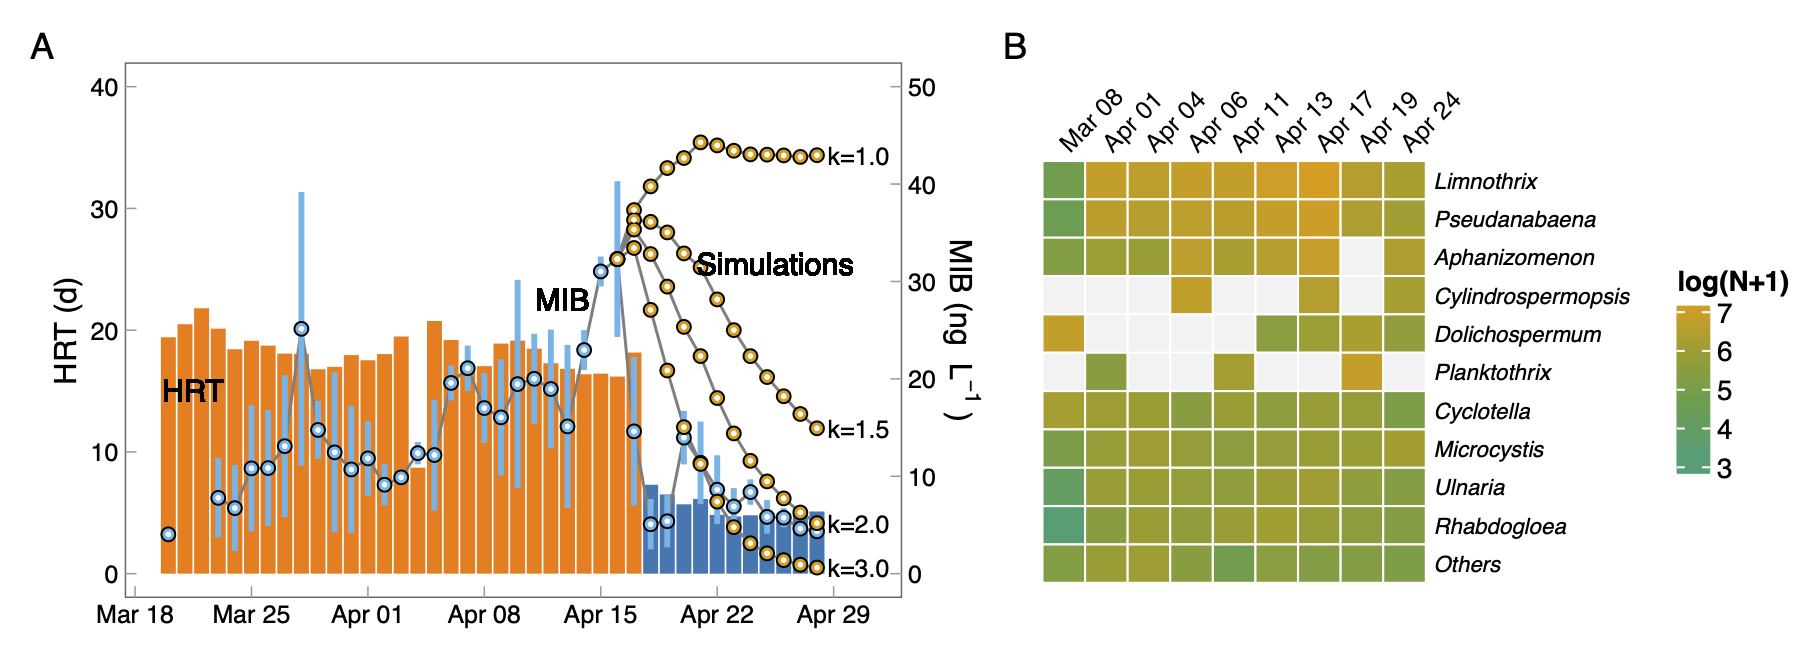 A
B
40
30
20
10
0
HRT (d)
50
40
30
20
10
0
MIB (ng L⁻¹)
HRT
MIB
Simulations
k=1.0
k=1.5
k=2.0
k=3.0
Mar 18
Mar 25
Apr 01
Apr 08
Apr 15
Apr 22
Apr 29
Mar 08
Apr 01
Apr 04
Apr 06
Apr 11
Apr 13
Apr 17
Apr 19
Apr 24
Limnothrix
Pseudanabaena
Aphanizomenon
Cylindrospermopsis
Dolichospermum
Planktothrix
Cyclotella
Microcystis
Ulnaria
Rhabdogloea
Others
log(N+1)
7
6
5
4
3